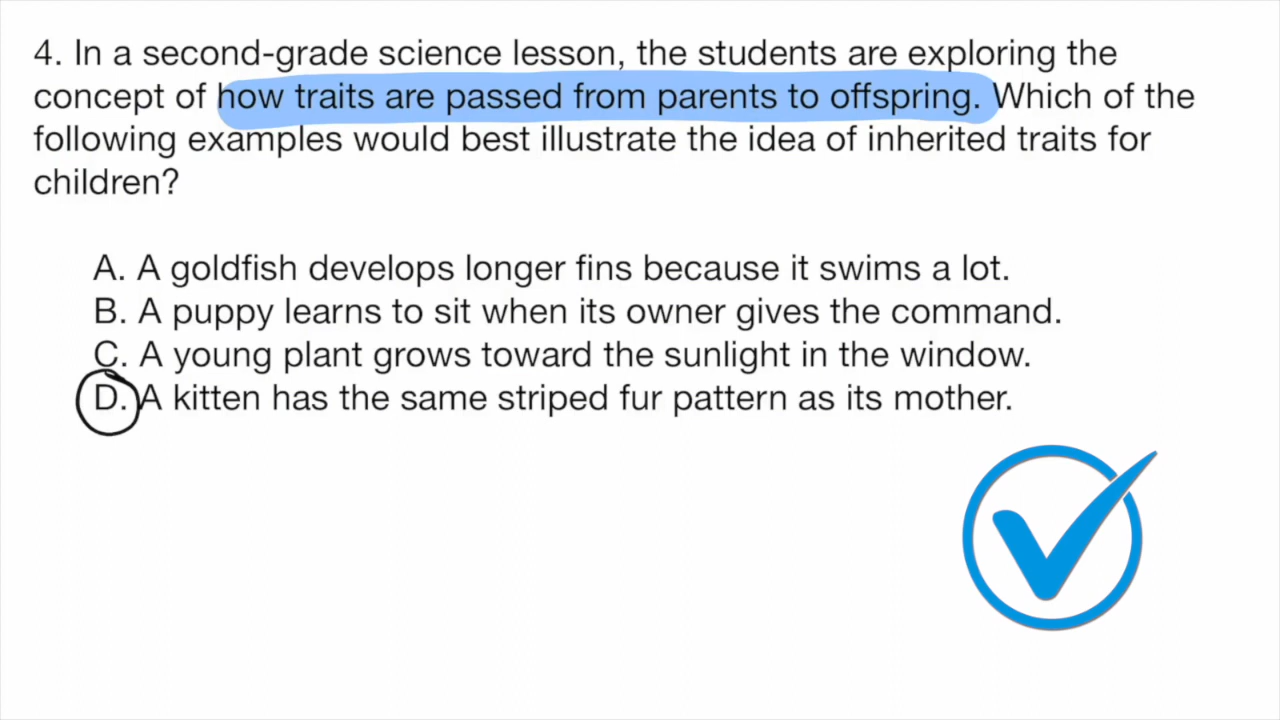 4. In a second-grade science lesson, the students are exploring the
concept of how traits are passed from parents to offspring. Which of the
following examples would best illustrate the idea of inherited traits for
children?
A. A goldfish develops longer fins because it swims a lot.
B. A puppy learns to sit when its owner gives the command.
C. A young plant grows toward the sunlight in the window.
D. A kitten has the same striped fur pattern as its mother.